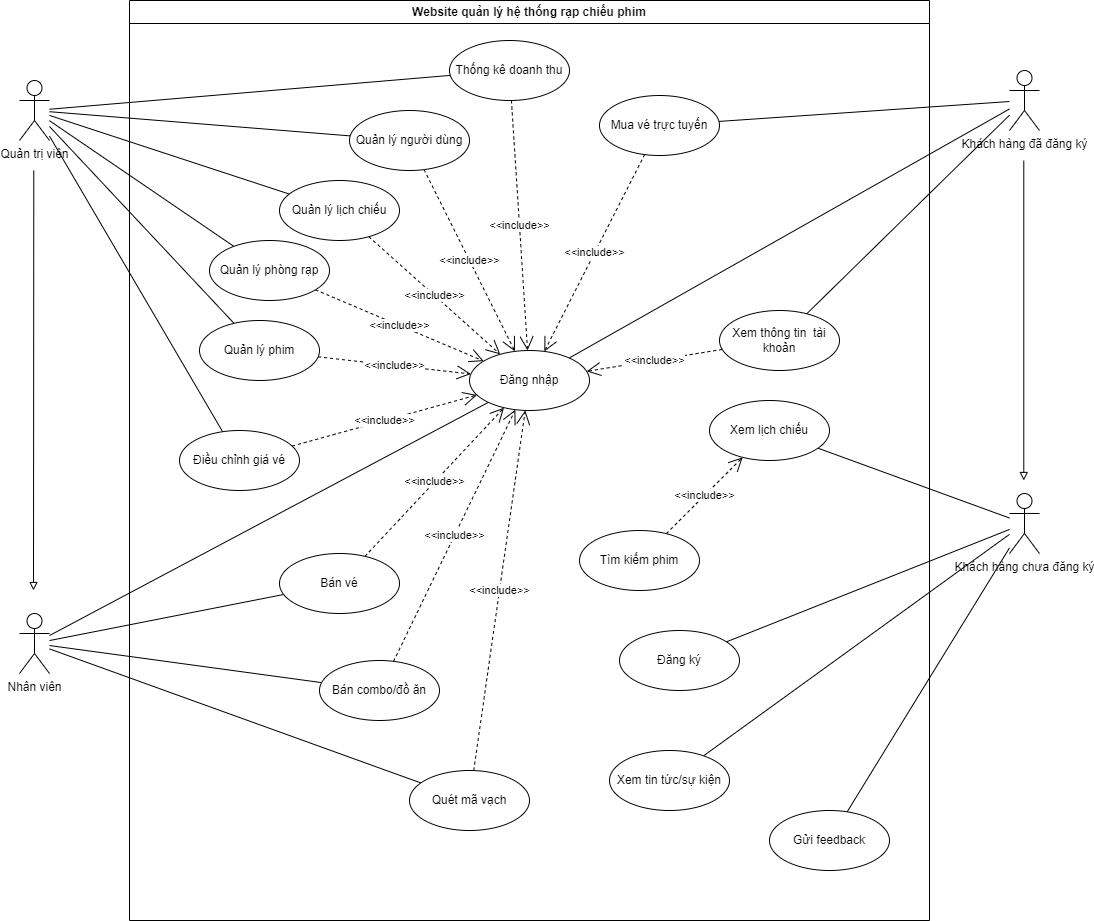 Website quản lý hệ thống rạp chiếu phim
Thống kê doanh thu
Mua vé trực tuyến
Quản lý người dùng
Quản trị viên
Khách hàng đã đăng ký
Quản lý lịch chiếu
<<include>>
<<include>>
<<include>>
Quản lý phòng rạp
<<include>>
<<include>>
Quản lý phim
Xem thông tin tài
khoản
<<include>>
<<include>>
Đăng nhập
<<include>>
Xem lịch chiếu
Điều chỉnh giá vé
<<include>>
<<include>>
<<include>>
Tìm kiếm phim
Khách hàng chưa đăng ký
Bán vé
<<include>>
Đăng ký
Nhân viên
Bán combo/đồ ăn
Xem tin tức/sự kiện
Quét mã vạch
Gửi feedback